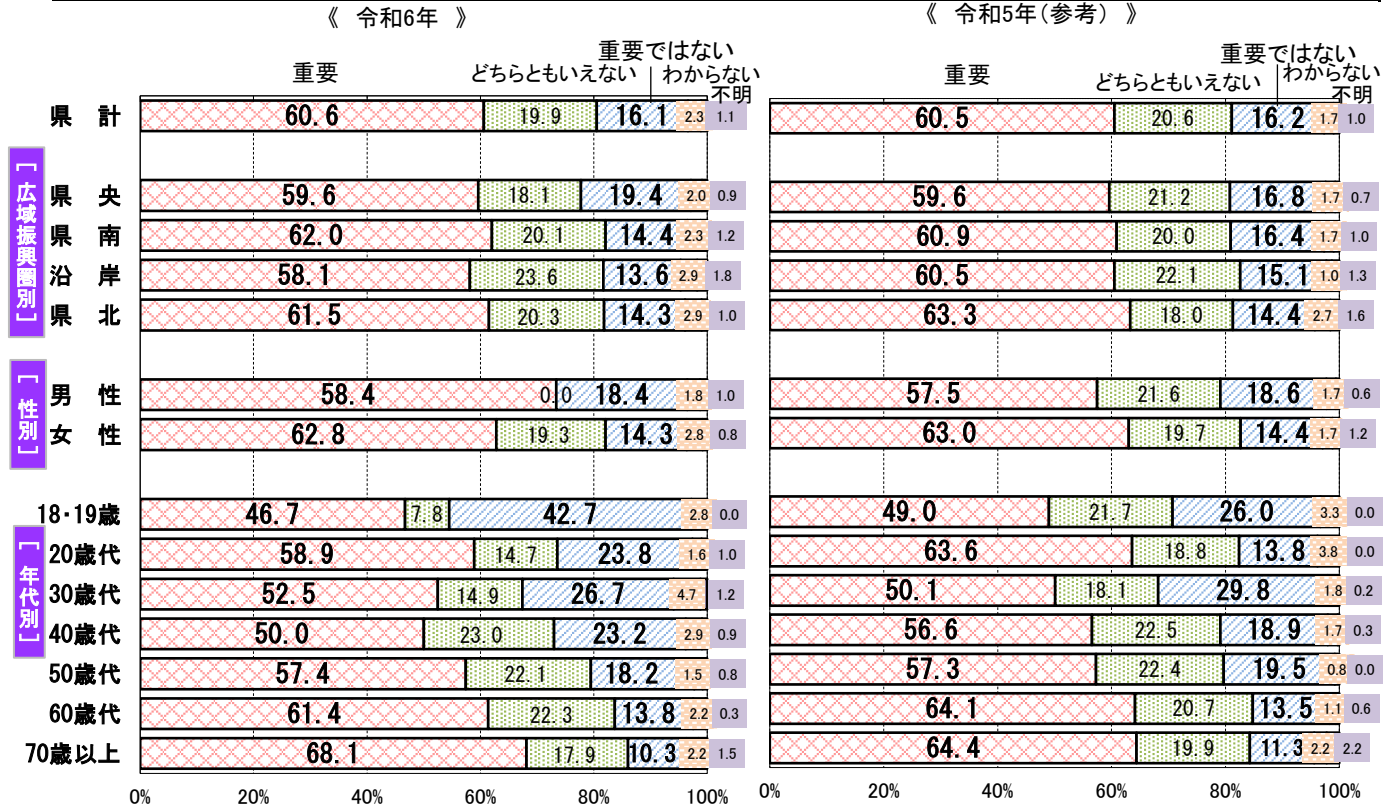 《 令和6年 》
《 令和5年(参考) 》
重要 どちらともいえない 重要ではない わからない 不明
重要 どちらともいえない 重要ではない わからない 不明
県 計 60.6 19.9 16.1 2.3 1.1 60.5 20.6 16.2 1.7 1.0
[広域振興圏別]
県 央 59.6 18.1 19.4 2.0 0.9 59.6 21.2 16.8 1.7 0.7
県 南 62.0 20.1 14.4 2.3 1.2 60.9 20.0 16.4 1.7 1.0
沿 岸 58.1 23.6 13.6 2.9 1.8 60.5 22.1 15.1 1.0 1.3
県 北 61.5 20.3 14.3 2.9 1.0 63.3 18.0 14.4 2.7 1.6
[性別]
男 性 58.4 0.0 18.4 1.8 1.0 57.5 21.6 18.6 1.7 0.6
女 性 62.8 19.3 14.3 2.8 0.8 63.0 19.7 14.4 1.7 1.2
[年代別]
18・19歳 46.7 7.8 42.7 2.8 0.0 49.0 21.7 26.0 3.3 0.0
20歳代 58.9 14.7 23.8 1.6 1.0 63.6 18.8 13.8 3.8 0.0
30歳代 52.5 14.9 26.7 4.7 1.2 50.1 18.1 29.8 1.8 0.2
40歳代 50.0 23.0 23.2 2.9 0.9 56.6 22.5 18.9 1.7 0.3
50歳代 57.4 22.1 18.2 1.5 0.8 57.3 22.4 19.5 0.8 0.0
60歳代 61.4 22.3 13.8 2.2 0.3 64.1 20.7 13.5 1.1 0.6
70歳以上 68.1 17.9 10.3 2.2 1.5 64.4 19.9 11.3 2.2 2.2
0% 20% 40% 60% 80% 100% 0% 20% 40% 60% 80% 100%